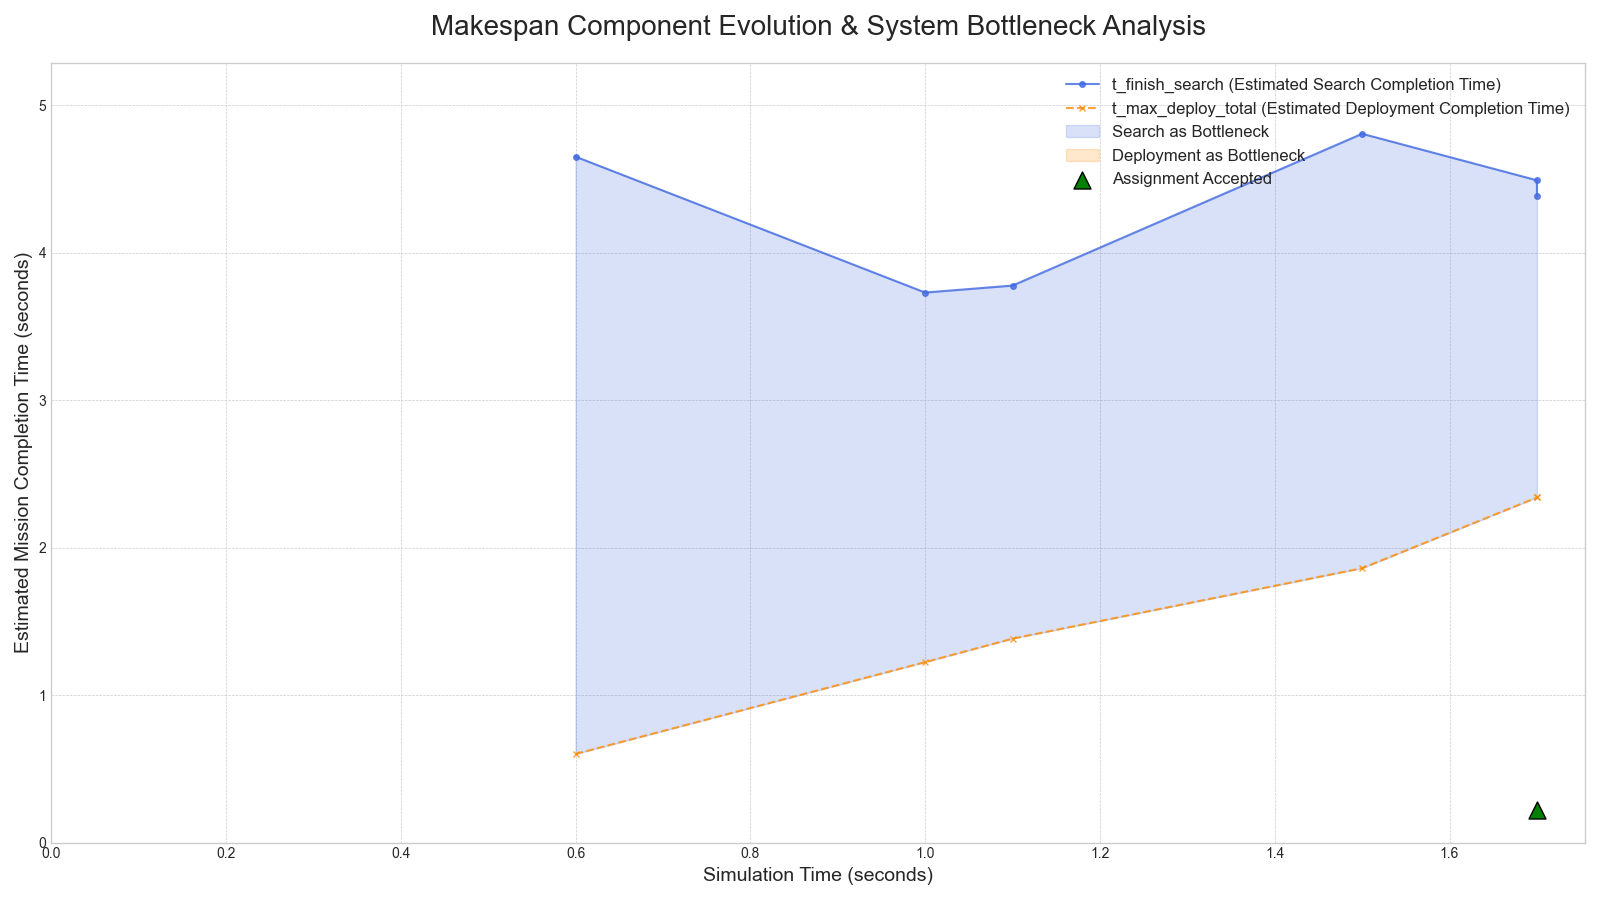 Makespan Component Evolution & System Bottleneck Analysis
t_finish_search (Estimated Search Completion Time)
t_max_deploy_total (Estimated Deployment Completion Time)
Search as Bottleneck
Deployment as Bottleneck
Assignment Accepted
Estimated Mission Completion Time (seconds)
5
4
3
2
1
0
0.0 0.2 0.4 0.6 0.8 1.0 1.2 1.4 1.6
Simulation Time (seconds)